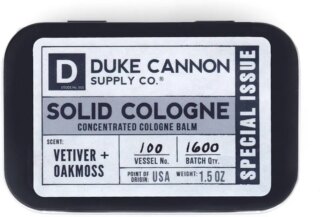 D
DUKE CANNON
SUPPLY CO.®
SOLID COLOGNE
CONCENTRATED COLOGNE BALM
SPECIAL ISSUE
SCENT:
VETIVER +
OAKMOSS
100
VESSEL No.
1600
BATCH QTY.
POINT OF
ORIGIN: USA
WEIGHT: 1.5 OZ